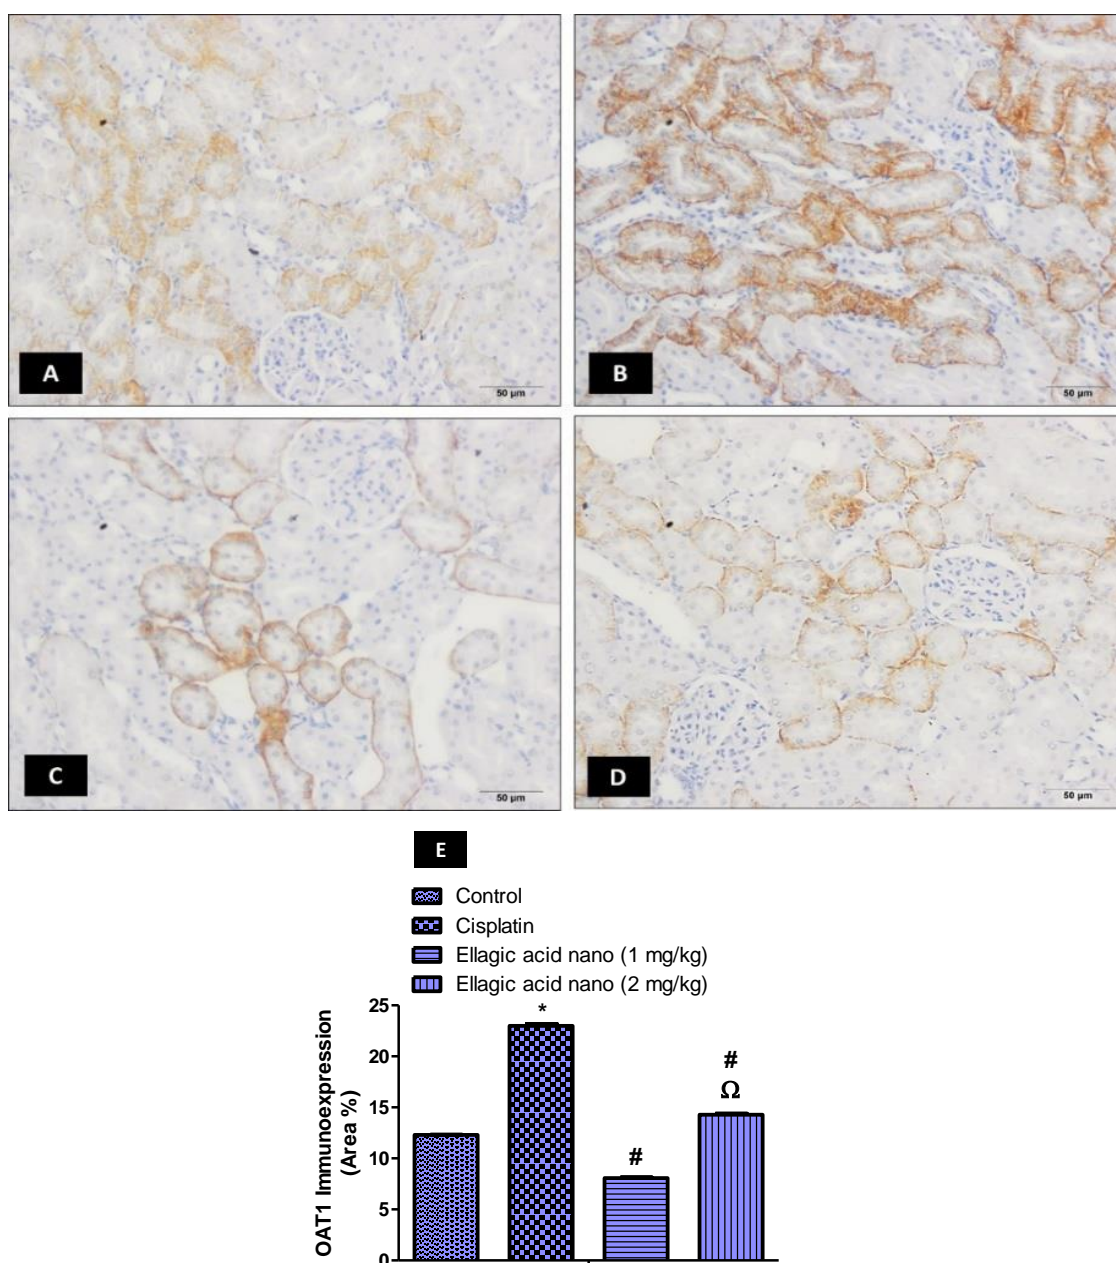 A
50 µm
B
50 µm
C
50 µm
D
50 µm
E
Control
Cisplatin
Ellagic acid nano (1 mg/kg)
Ellagic acid nano (2 mg/kg)
OAT1 Immunoexpression
(Area %)
25
20
15
10
5
0
*
#
#
Ω